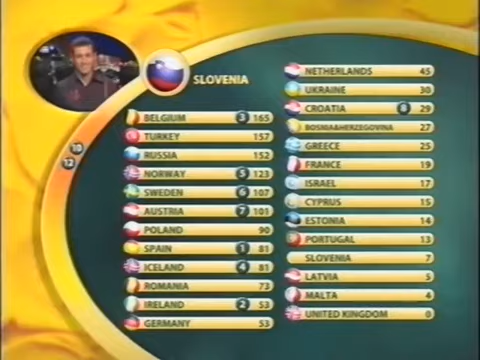 SLOVENIA
10
12
BELGIUM 3 165
TURKEY 157
RUSSIA 152
NORWAY 5 123
SWEDEN 6 107
AUSTRIA 7 101
POLAND 90
SPAIN 1 81
ICELAND 4 81
ROMANIA 73
IRELAND 2 53
GERMANY 53
NETHERLANDS 45
UKRAINE 30
CROATIA 8 29
BOSNIA&HERZEGOVINA 27
GREECE 25
FRANCE 19
ISRAEL 17
CYPRUS 15
ESTONIA 14
PORTUGAL 13
SLOVENIA 7
LATVIA 5
MALTA 4
UNITED KINGDOM 0